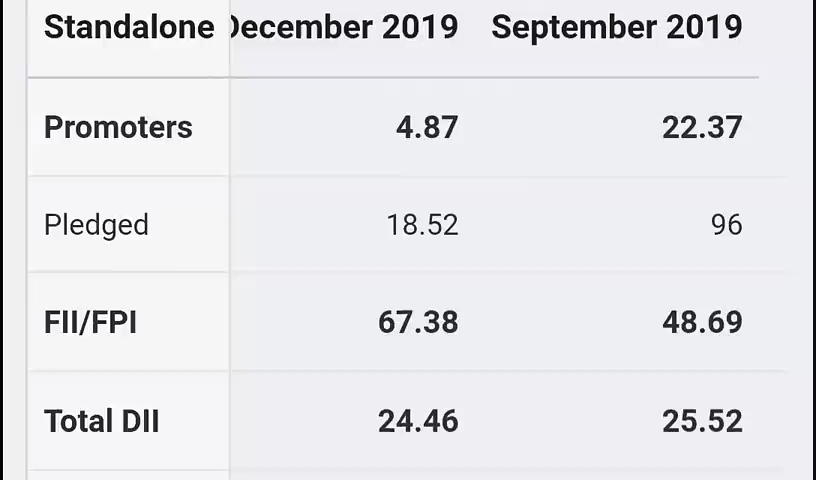 Standalone December 2019 September 2019
Promoters 4.87 22.37
Pledged 18.52 96
FII/FPI 67.38 48.69
Total DII 24.46 25.52